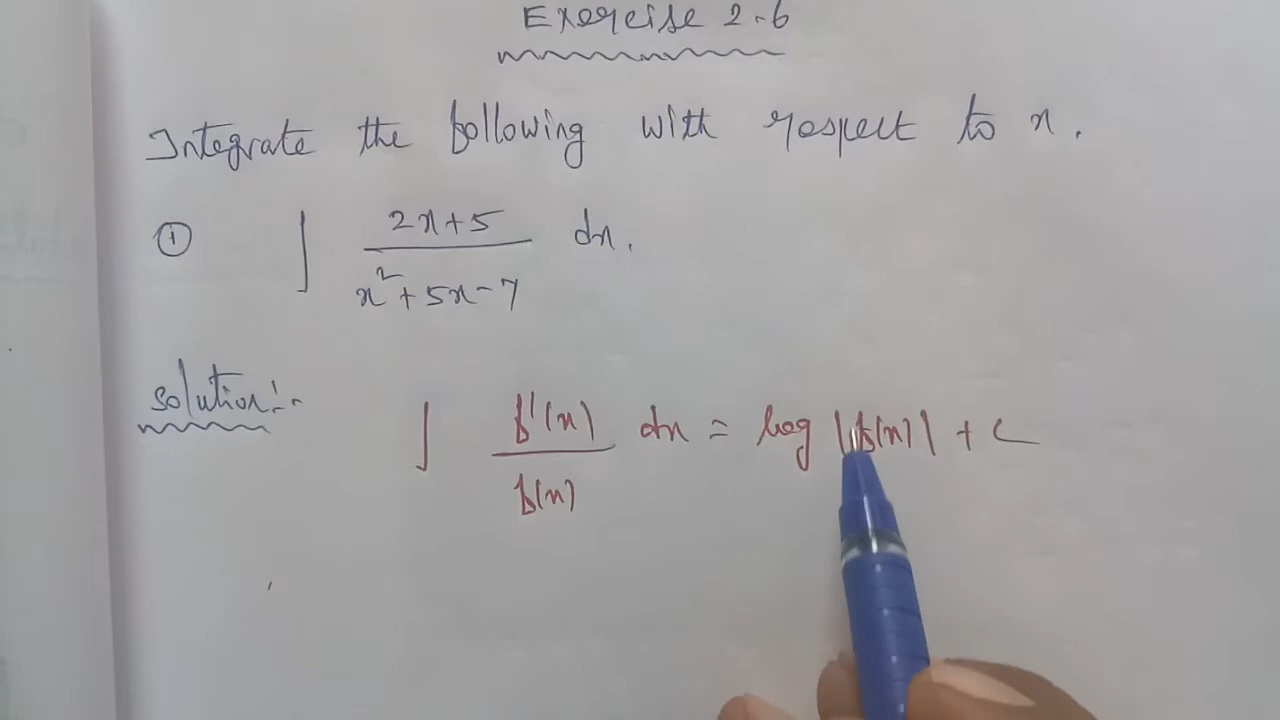 Exercise 2.6
Integrate the following with respect to x.
① ∫ (2x+5)/(x²+5x-7) dx.
Solution:-
∫ f'(x)/f(x) dx = log |f(x)| + c